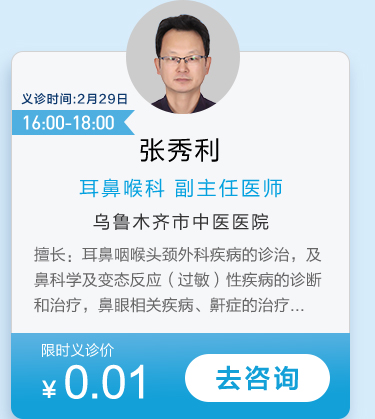 义诊时间:2月29日
16:00-18:00
张秀利
耳鼻喉科 副主任医师
乌鲁木齐市中医医院
擅长：耳鼻咽喉头颈外科疾病的诊治，及
鼻科学及变态反应（过敏）性疾病的诊断
和治疗，鼻眼相关疾病、鼾症的治疗...
限时义诊价
¥ 0.01
去咨询